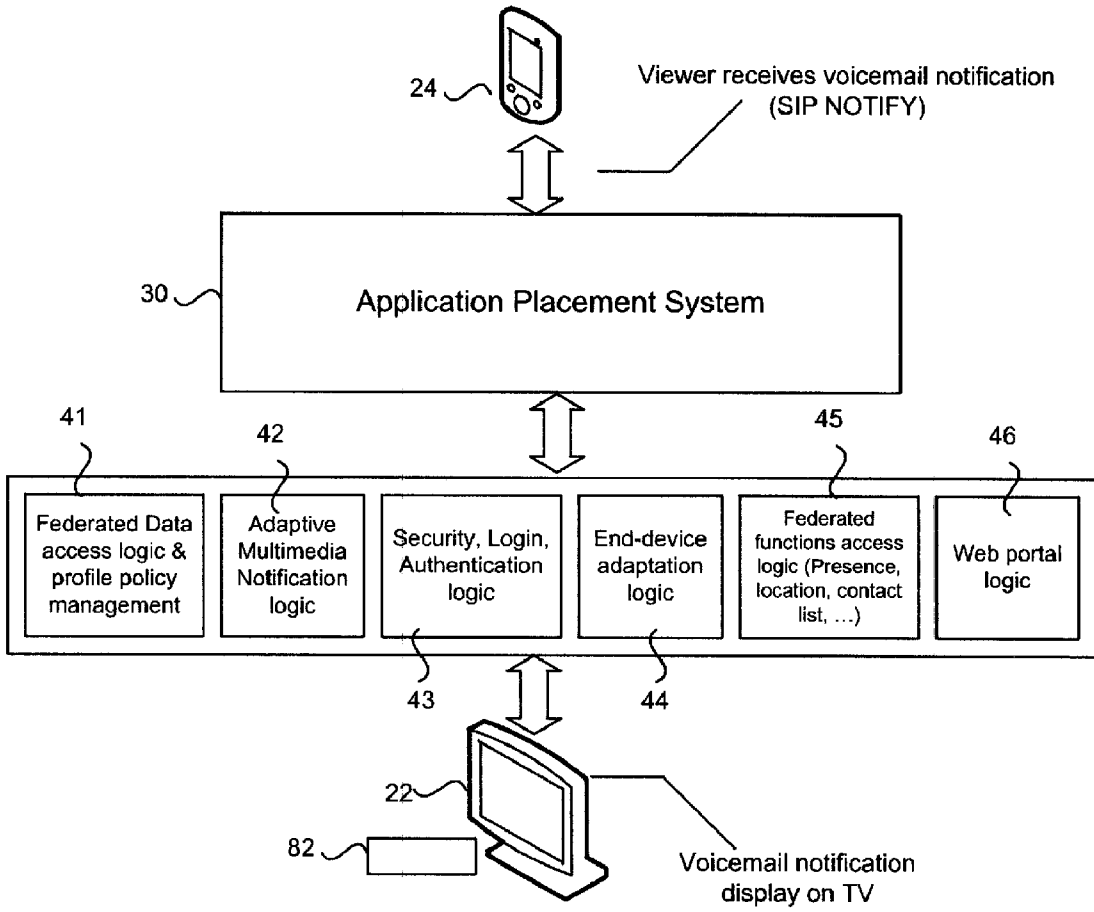 24
Viewer receives voicemail notification
(SIP NOTIFY)
30
Application Placement System
41
42
45
46
Federated Data
access logic &
profile policy
management
Adaptive
Multimedia
Notification
logic
Security, Login,
Authentication
logic
End-device
adaptation
logic
Federated
functions access
logic (Presence,
location, contact
list, ...)
Web portal
logic
43
44
22
82
Voicemail notification
display on TV